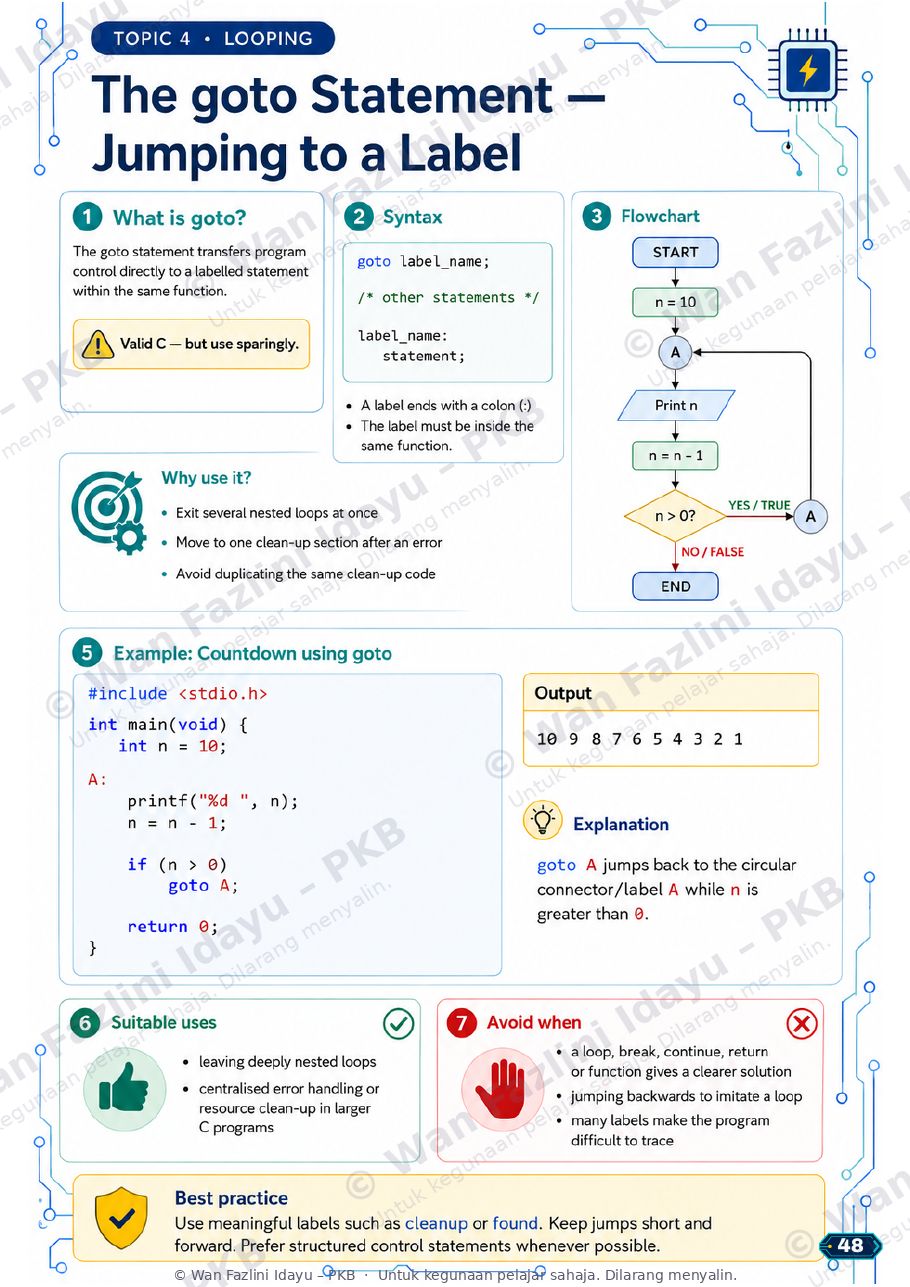 TOPIC 4 • LOOPING
The goto Statement —
Jumping to a Label
1 What is goto?
The goto statement transfers program
control directly to a labelled statement
within the same function.
Valid C — but use sparingly.
2 Syntax
goto label_name;
/* other statements */
label_name:
statement;
• A label ends with a colon (:)
• The label must be inside the
same function.
3 Flowchart
START
n = 10
A
Print n
n = n - 1
n > 0?
YES / TRUE
A
NO / FALSE
END
Why use it?
• Exit several nested loops at once
• Move to one clean-up section after an error
• Avoid duplicating the same clean-up code
5 Example: Countdown using goto
#include <stdio.h>
int main(void) {
int n = 10;
A:
printf("%d ", n);
n = n - 1;
if (n > 0)
goto A;
return 0;
}
Output
10 9 8 7 6 5 4 3 2 1
Explanation
goto A jumps back to the circular
connector/label A while n is
greater than 0.
6 Suitable uses
• leaving deeply nested loops
• centralised error handling or
resource clean-up in larger
C programs
7 Avoid when
• a loop, break, continue, return
or function gives a clearer solution
• jumping backwards to imitate a loop
• many labels make the program
difficult to trace
Best practice
Use meaningful labels such as cleanup or found. Keep jumps short and
forward. Prefer structured control statements whenever possible.
48
© Wan Fazlini Idayu – PKB · Untuk kegunaan pelajar sahaja. Dilarang menyalin.
© Wan Fazlini Idayu – PKB
Untuk kegunaan pelajar sahaja. Dilarang menyalin.